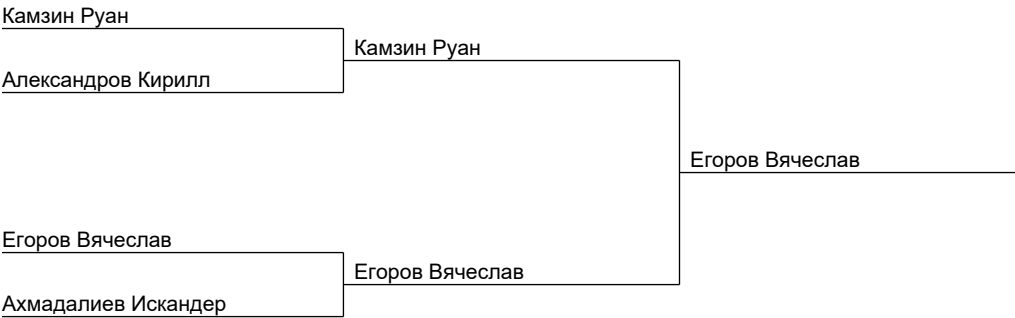 Камзин Руан
Камзин Руан
Александров Кирилл
Егоров Вячеслав
Егоров Вячеслав
Егоров Вячеслав
Ахмадалиев Искандер